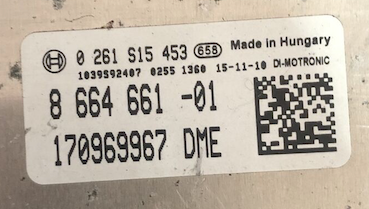 0 261 S15 453 658 Made in Hungary
1039S92407 0255 1360 15-11-10 DI-MOTRONIC
8 664 661 -01
170969967 DME